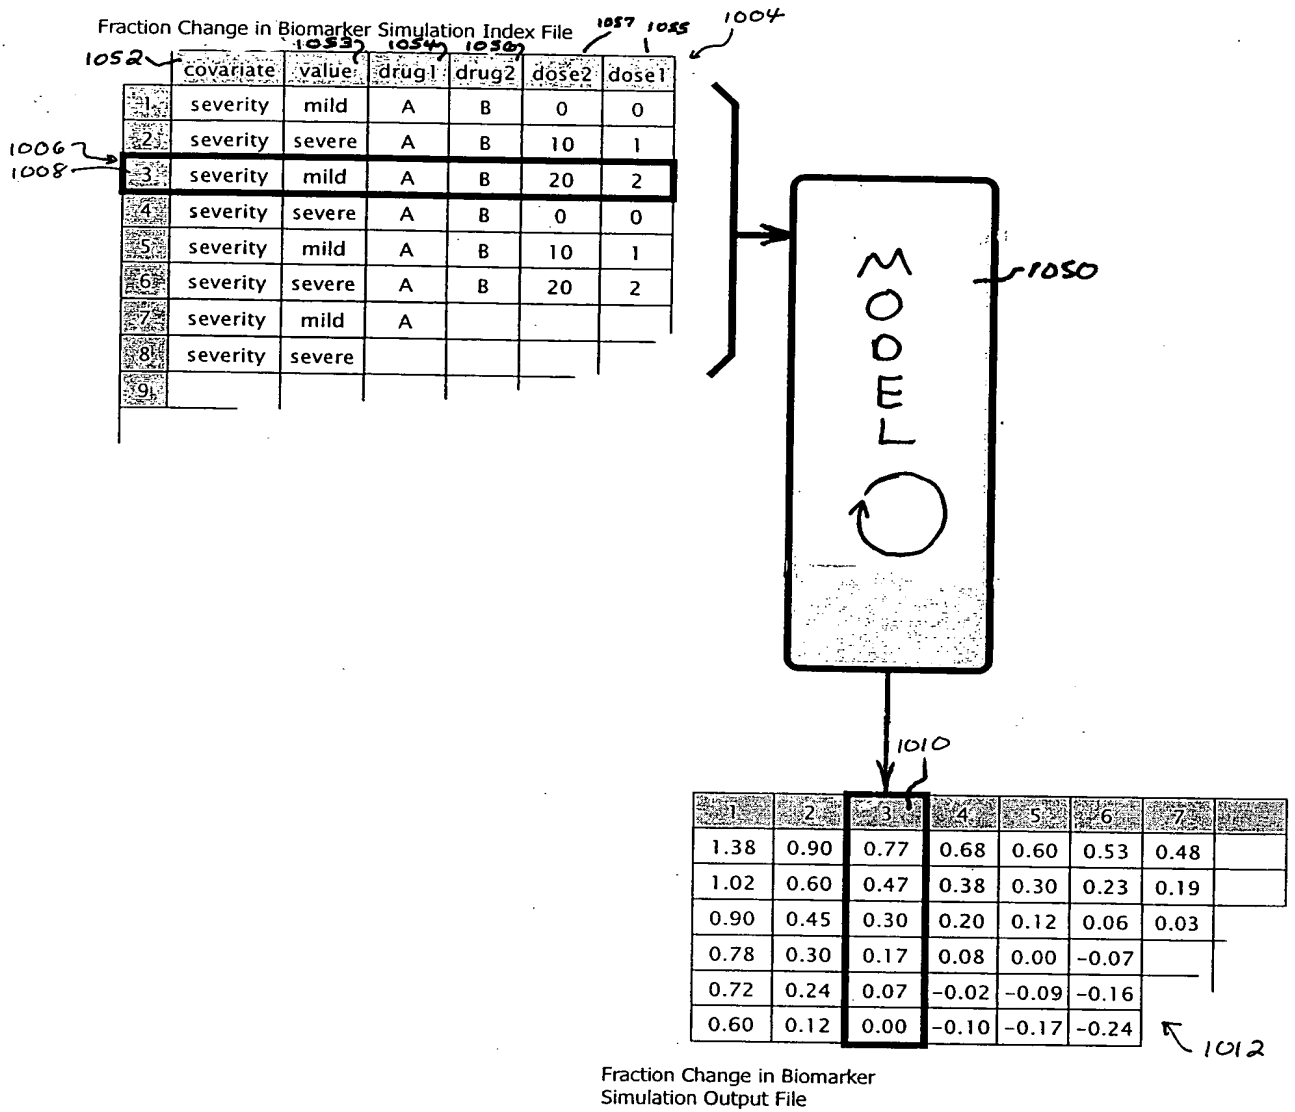 1004
1057 1055
Fraction Change in Biomarker Simulation Index File
1053 1054 1056
1052
covariate value drug1 drug2 dose2 dose1
1 severity mild A B 0 0
2 severity severe A B 10 1
1006
1008
3 severity mild A B 20 2
4 severity severe A B 0 0
5 severity mild A B 10 1
6 severity severe A B 20 2
7 severity mild A
8 severity severe
9
MODEL
1050
1010
1 2 3 4 5 6 7
1.38 0.90 0.77 0.68 0.60 0.53 0.48
1.02 0.60 0.47 0.38 0.30 0.23 0.19
0.90 0.45 0.30 0.20 0.12 0.06 0.03
0.78 0.30 0.17 0.08 0.00 −0.07
0.72 0.24 0.07 −0.02 −0.09 −0.16
0.60 0.12 0.00 −0.10 −0.17 −0.24
1012
Fraction Change in Biomarker
Simulation Output File